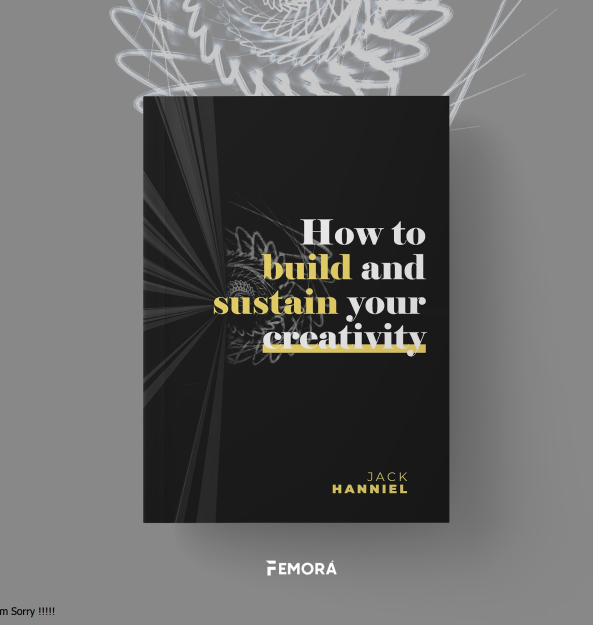 How to
build and
sustain your
creativity
JACK
HANNIEL
FEMORÁ
m Sorry !!!!!